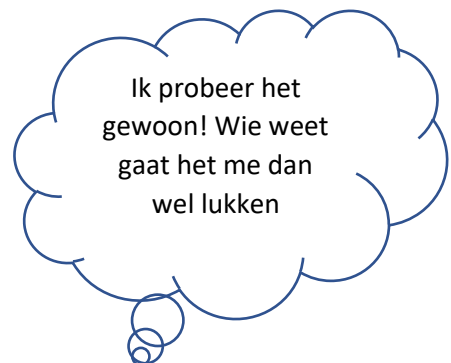 Ik probeer het
gewoon! Wie weet
gaat het me dan
wel lukken